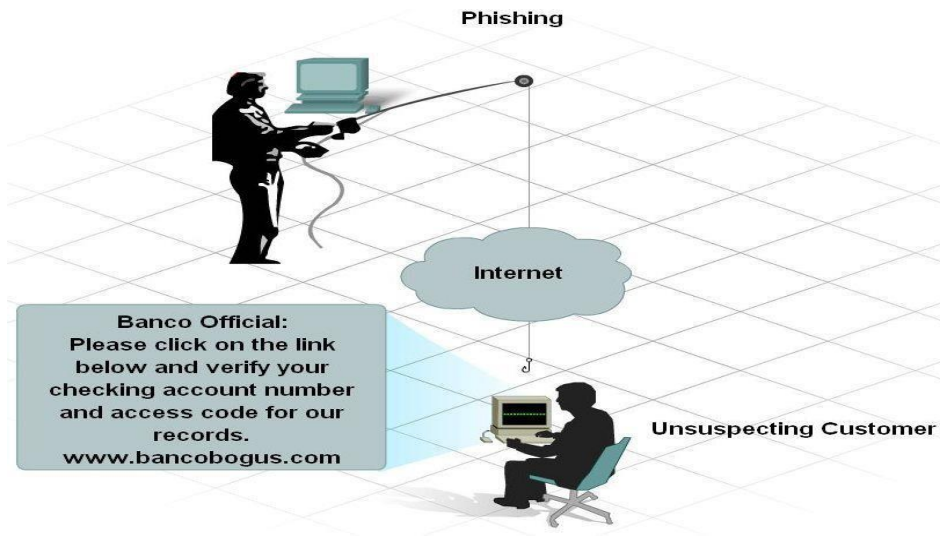 Phishing
Internet
Banco Official:
Please click on the link
below and verify your
checking account number
and access code for our
records.
www.bancobogus.com
Unsuspecting Customer